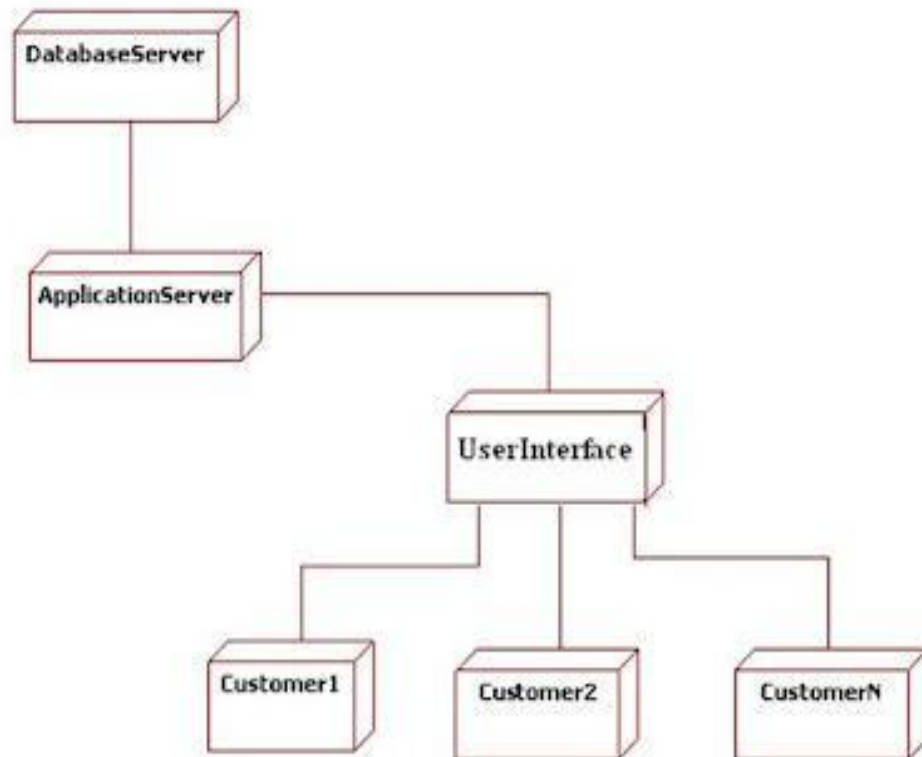 DatabaseServer
ApplicationServer
UserInterface
Customer1
Customer2
CustomerN